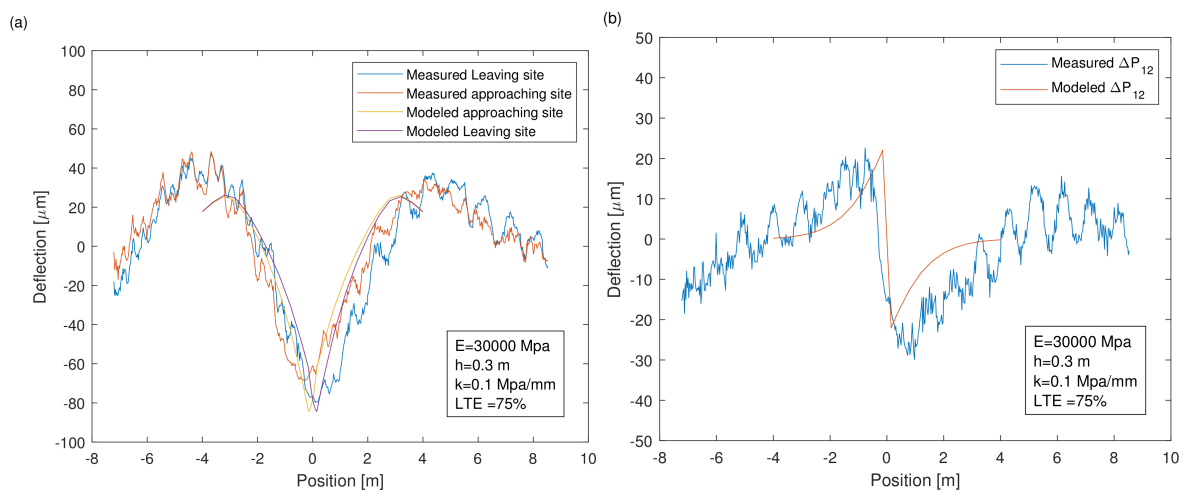 (a)
100
80
60
40
20
0
-20
-40
-60
-80
-100
Deflection [μm]
-8 -6 -4 -2 0 2 4 6 8 10
Position [m]
Measured Leaving site
Measured approaching site
Modeled approaching site
Modeled Leaving site
E=30000 Mpa
h=0.3 m
k=0.1 Mpa/mm
LTE =75%
(b)
50
40
30
20
10
0
-10
-20
-30
-40
-50
Deflection [μm]
-8 -6 -4 -2 0 2 4 6 8 10
Position [m]
Measured ΔP12
Modeled ΔP12
E=30000 Mpa
h=0.3 m
k=0.1 Mpa/mm
LTE =75%